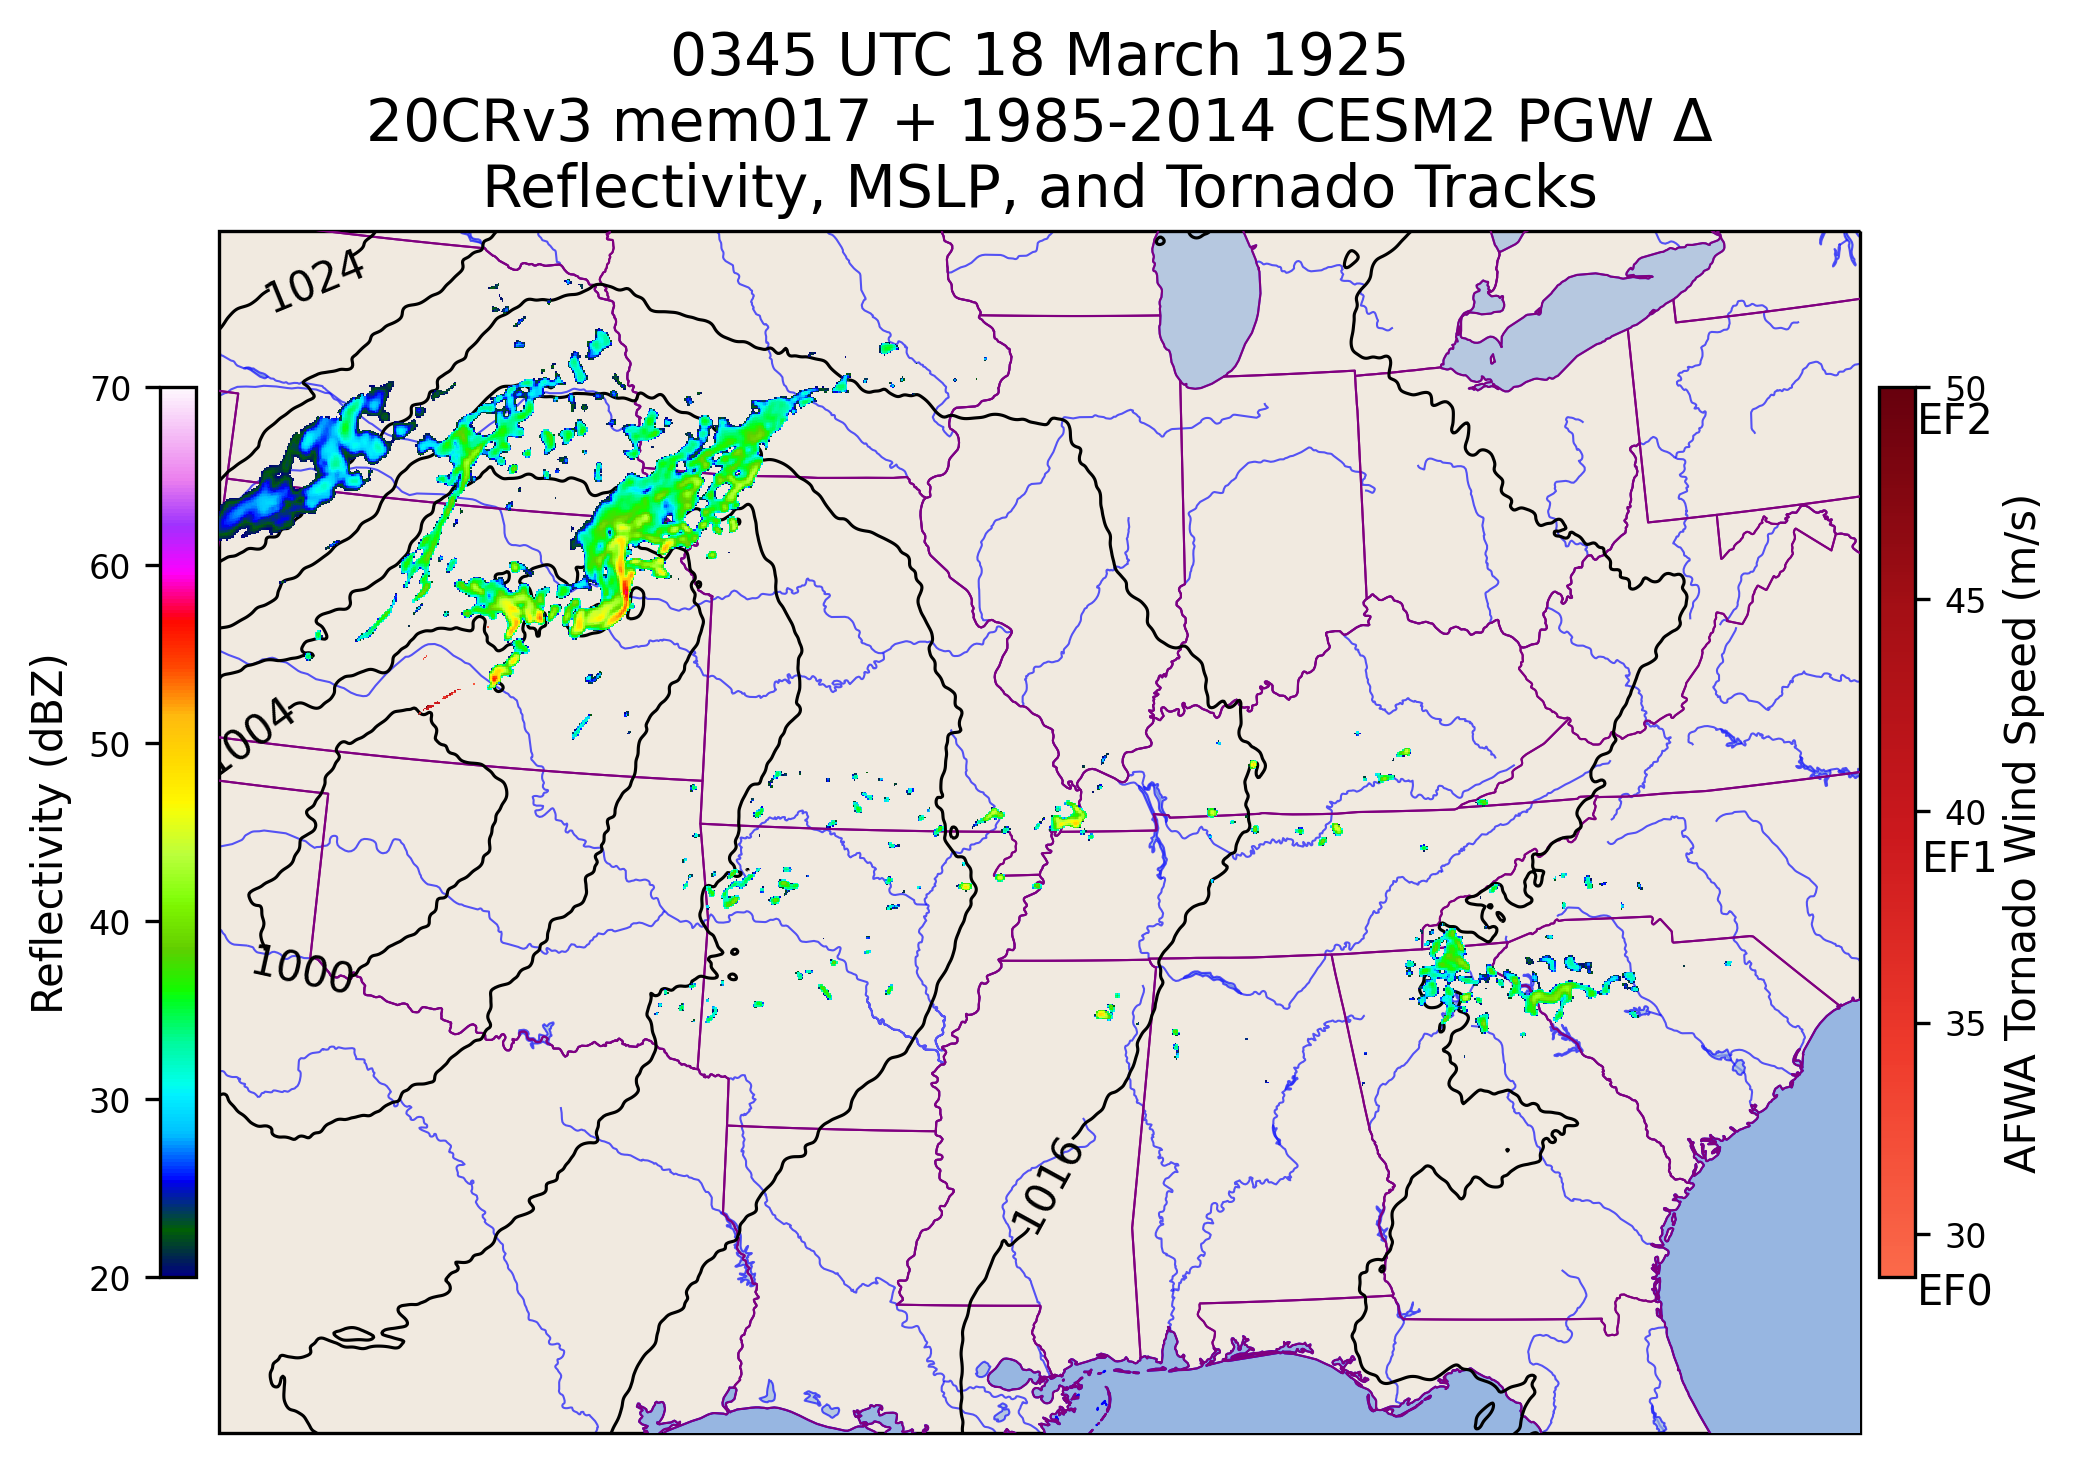 0345 UTC 18 March 1925
20CRv3 mem017 + 1985-2014 CESM2 PGW Δ
Reflectivity, MSLP, and Tornado Tracks
1024
1004
1000
1016
70
60
50
40
30
20
Reflectivity (dBZ)
50
EF2
45
40
EF1
35
30
EF0
AFWA Tornado Wind Speed (m/s)